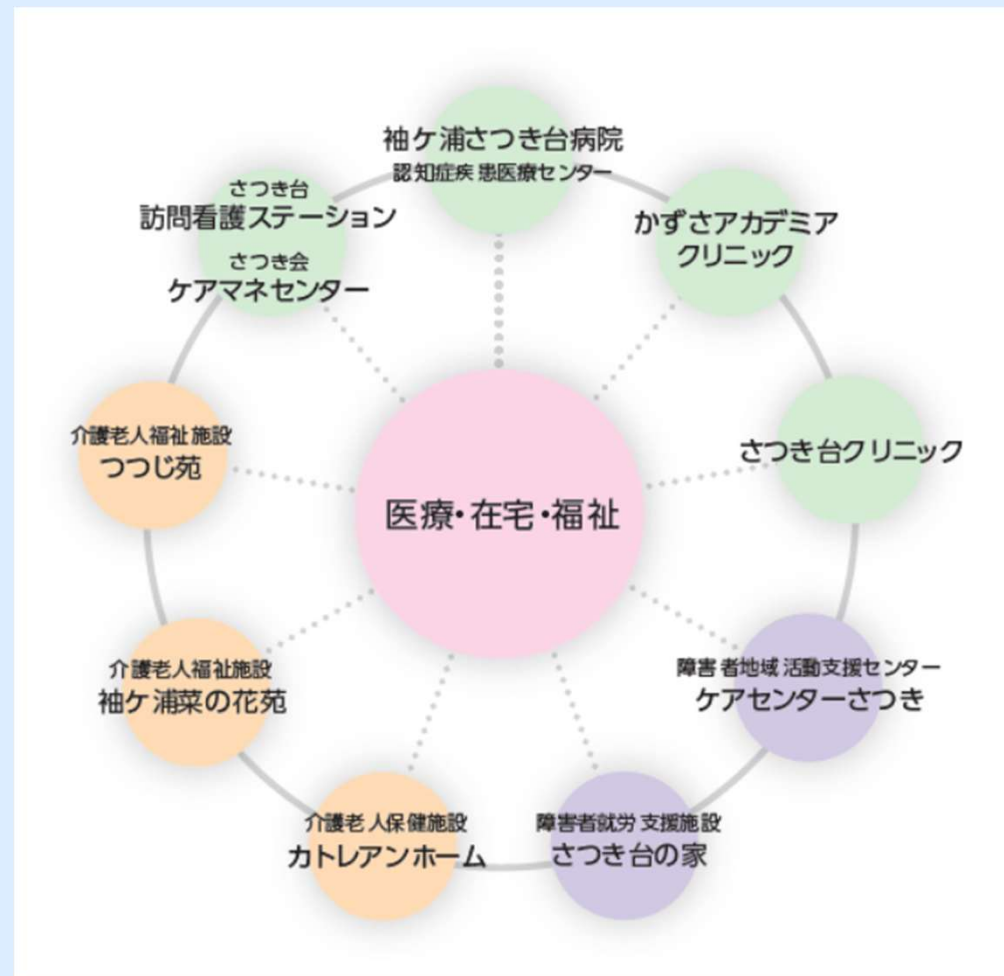 袖ケ浦さつき台病院
認知症疾患医療センター
かずさアカデミア
クリニック
さつき台クリニック
障害者地域活動支援センター
ケアセンターさつき
障害者就労支援施設
さつき台の家
介護老人保健施設
カトレアンホーム
介護老人福祉施設
袖ケ浦菜の花苑
介護老人福祉施設
つつじ苑
さつき台
訪問看護ステーション
さつき会
ケアマネセンター
医療・在宅・福祉